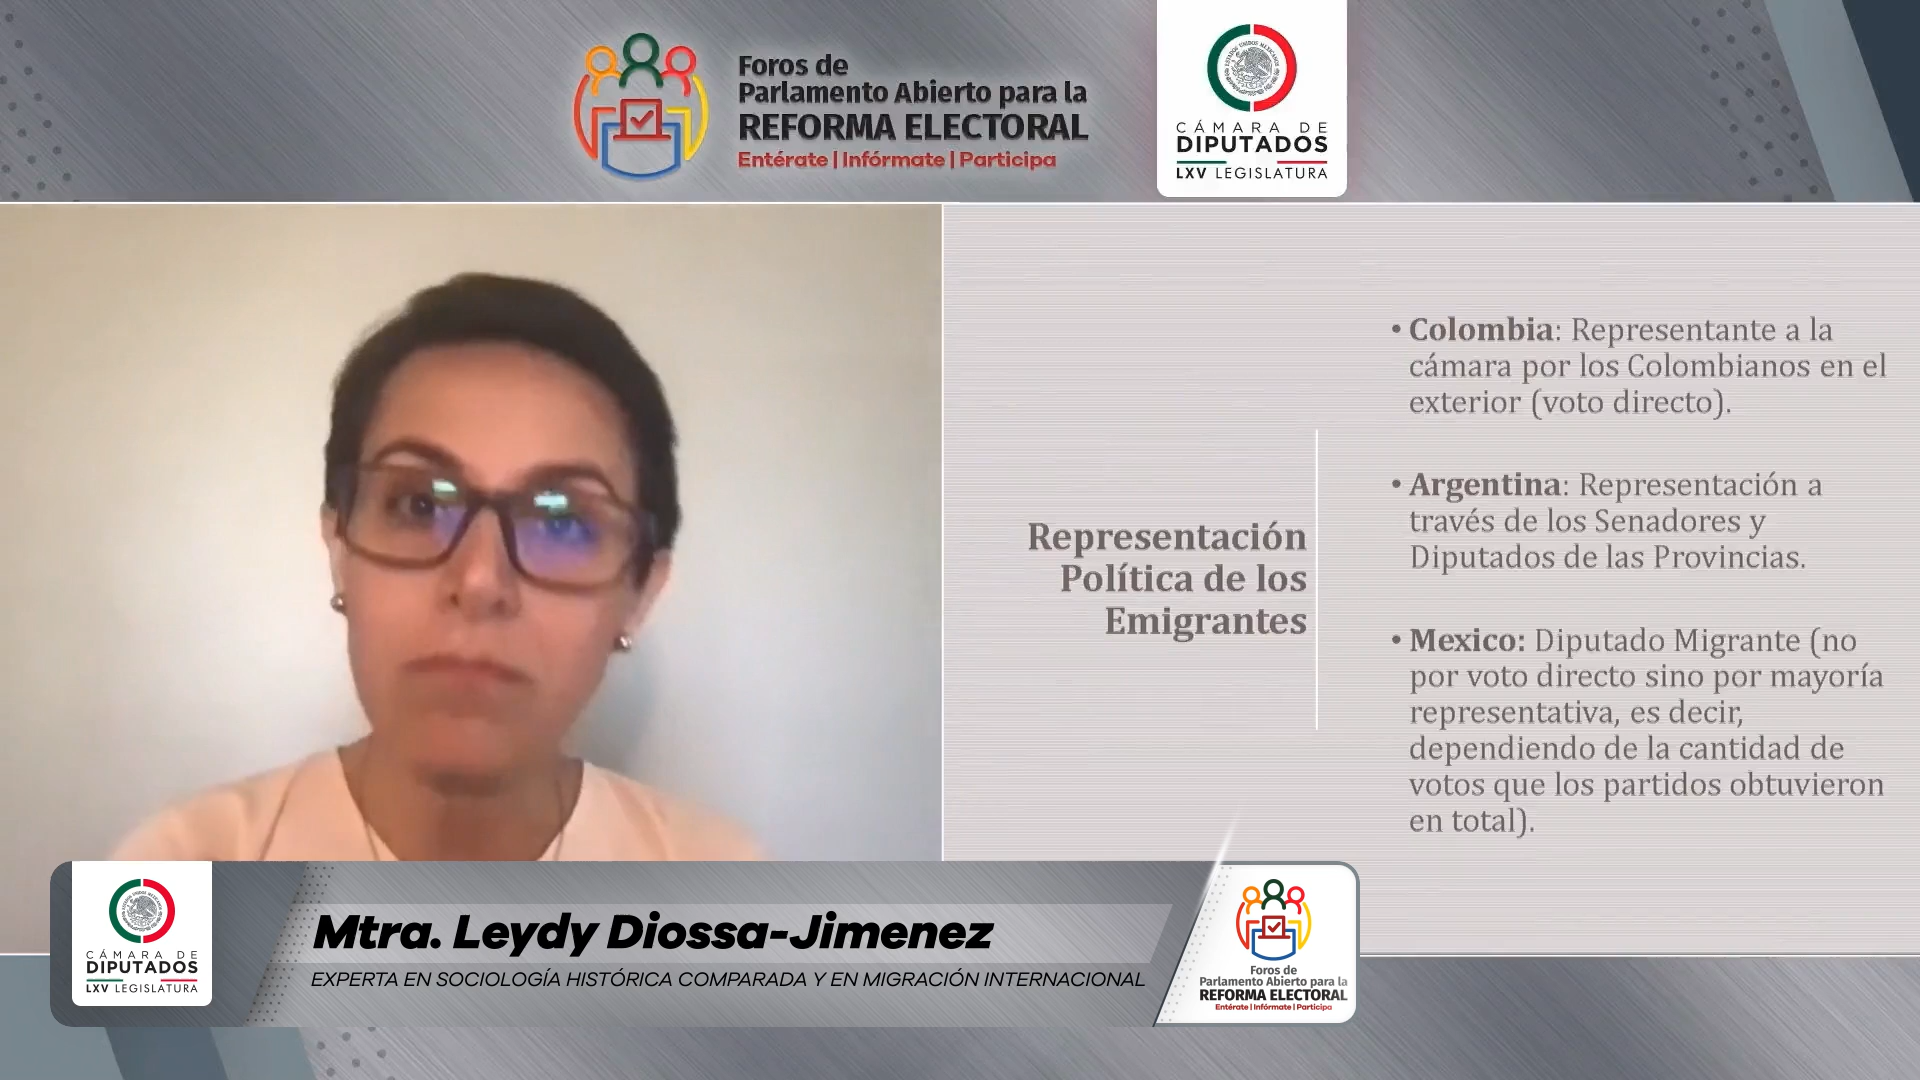 Foros de
Parlamento Abierto para la
REFORMA ELECTORAL
Entérate | Infórmate | Participa
CÁMARA DE
DIPUTADOS
LXV LEGISLATURA
Representación
Política de los
Emigrantes
• Colombia: Representante a la
cámara por los Colombianos en el
exterior (voto directo).
• Argentina: Representación a
través de los Senadores y
Diputados de las Provincias.
• Mexico: Diputado Migrante (no
por voto directo sino por mayoría
representativa, es decir,
dependiendo de la cantidad de
votos que los partidos obtuvieron
en total).
CÁMARA DE
DIPUTADOS
LXV LEGISLATURA
Mtra. Leydy Diossa-Jimenez
EXPERTA EN SOCIOLOGÍA HISTÓRICA COMPARADA Y EN MIGRACIÓN INTERNACIONAL
Foros de
Parlamento Abierto para la
REFORMA ELECTORAL
Entérate | Infórmate | Participa